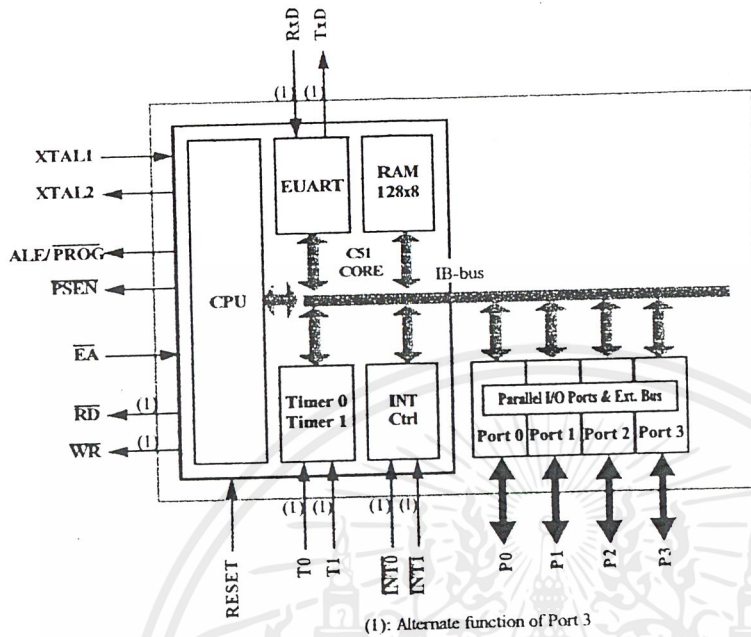 RxD
TxD
(1) (1)
XTAL1
XTAL2
ALE/PROG
PSEN
EA
(1)
RD
(1)
WR
CPU
EUART
RAM
128x8
C51
CORE
IB-bus
Timer 0
Timer 1
INT
Ctrl
Parallel I/O Ports & Ext. Bus
Port 0 Port 1 Port 2 Port 3
(1) (1) (1) (1)
RESET
T0
T1
INT0
INT1
P0
P1
P2
P3
(1): Alternate function of Port 3